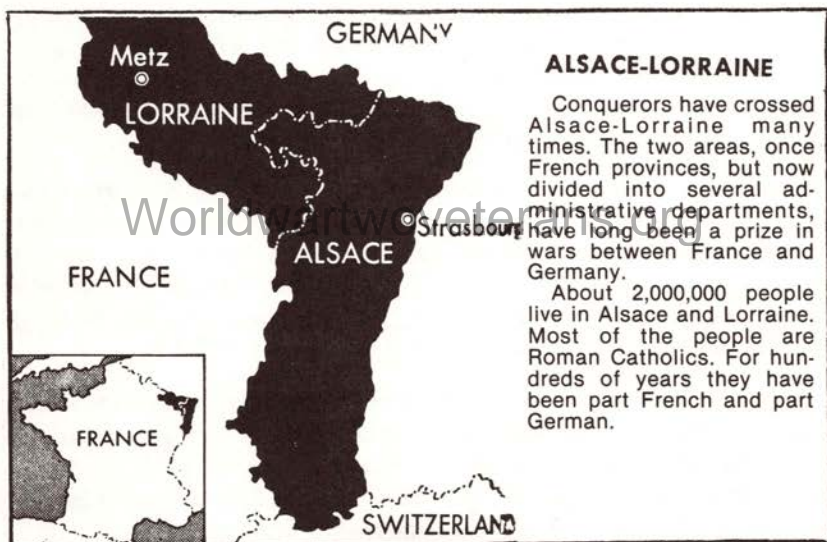 GERMANY
Metz
LORRAINE
Strasbourg
ALSACE
FRANCE
FRANCE
SWITZERLAND
ALSACE-LORRAINE
Conquerors have crossed
Alsace-Lorraine many
times. The two areas, once
French provinces, but now
divided into several ad-
ministrative departments,
have long been a prize in
wars between France and
Germany.
About 2,000,000 people
live in Alsace and Lorraine.
Most of the people are
Roman Catholics. For hun-
dreds of years they have
been part French and part
German.
Worldwartwoveterans.org